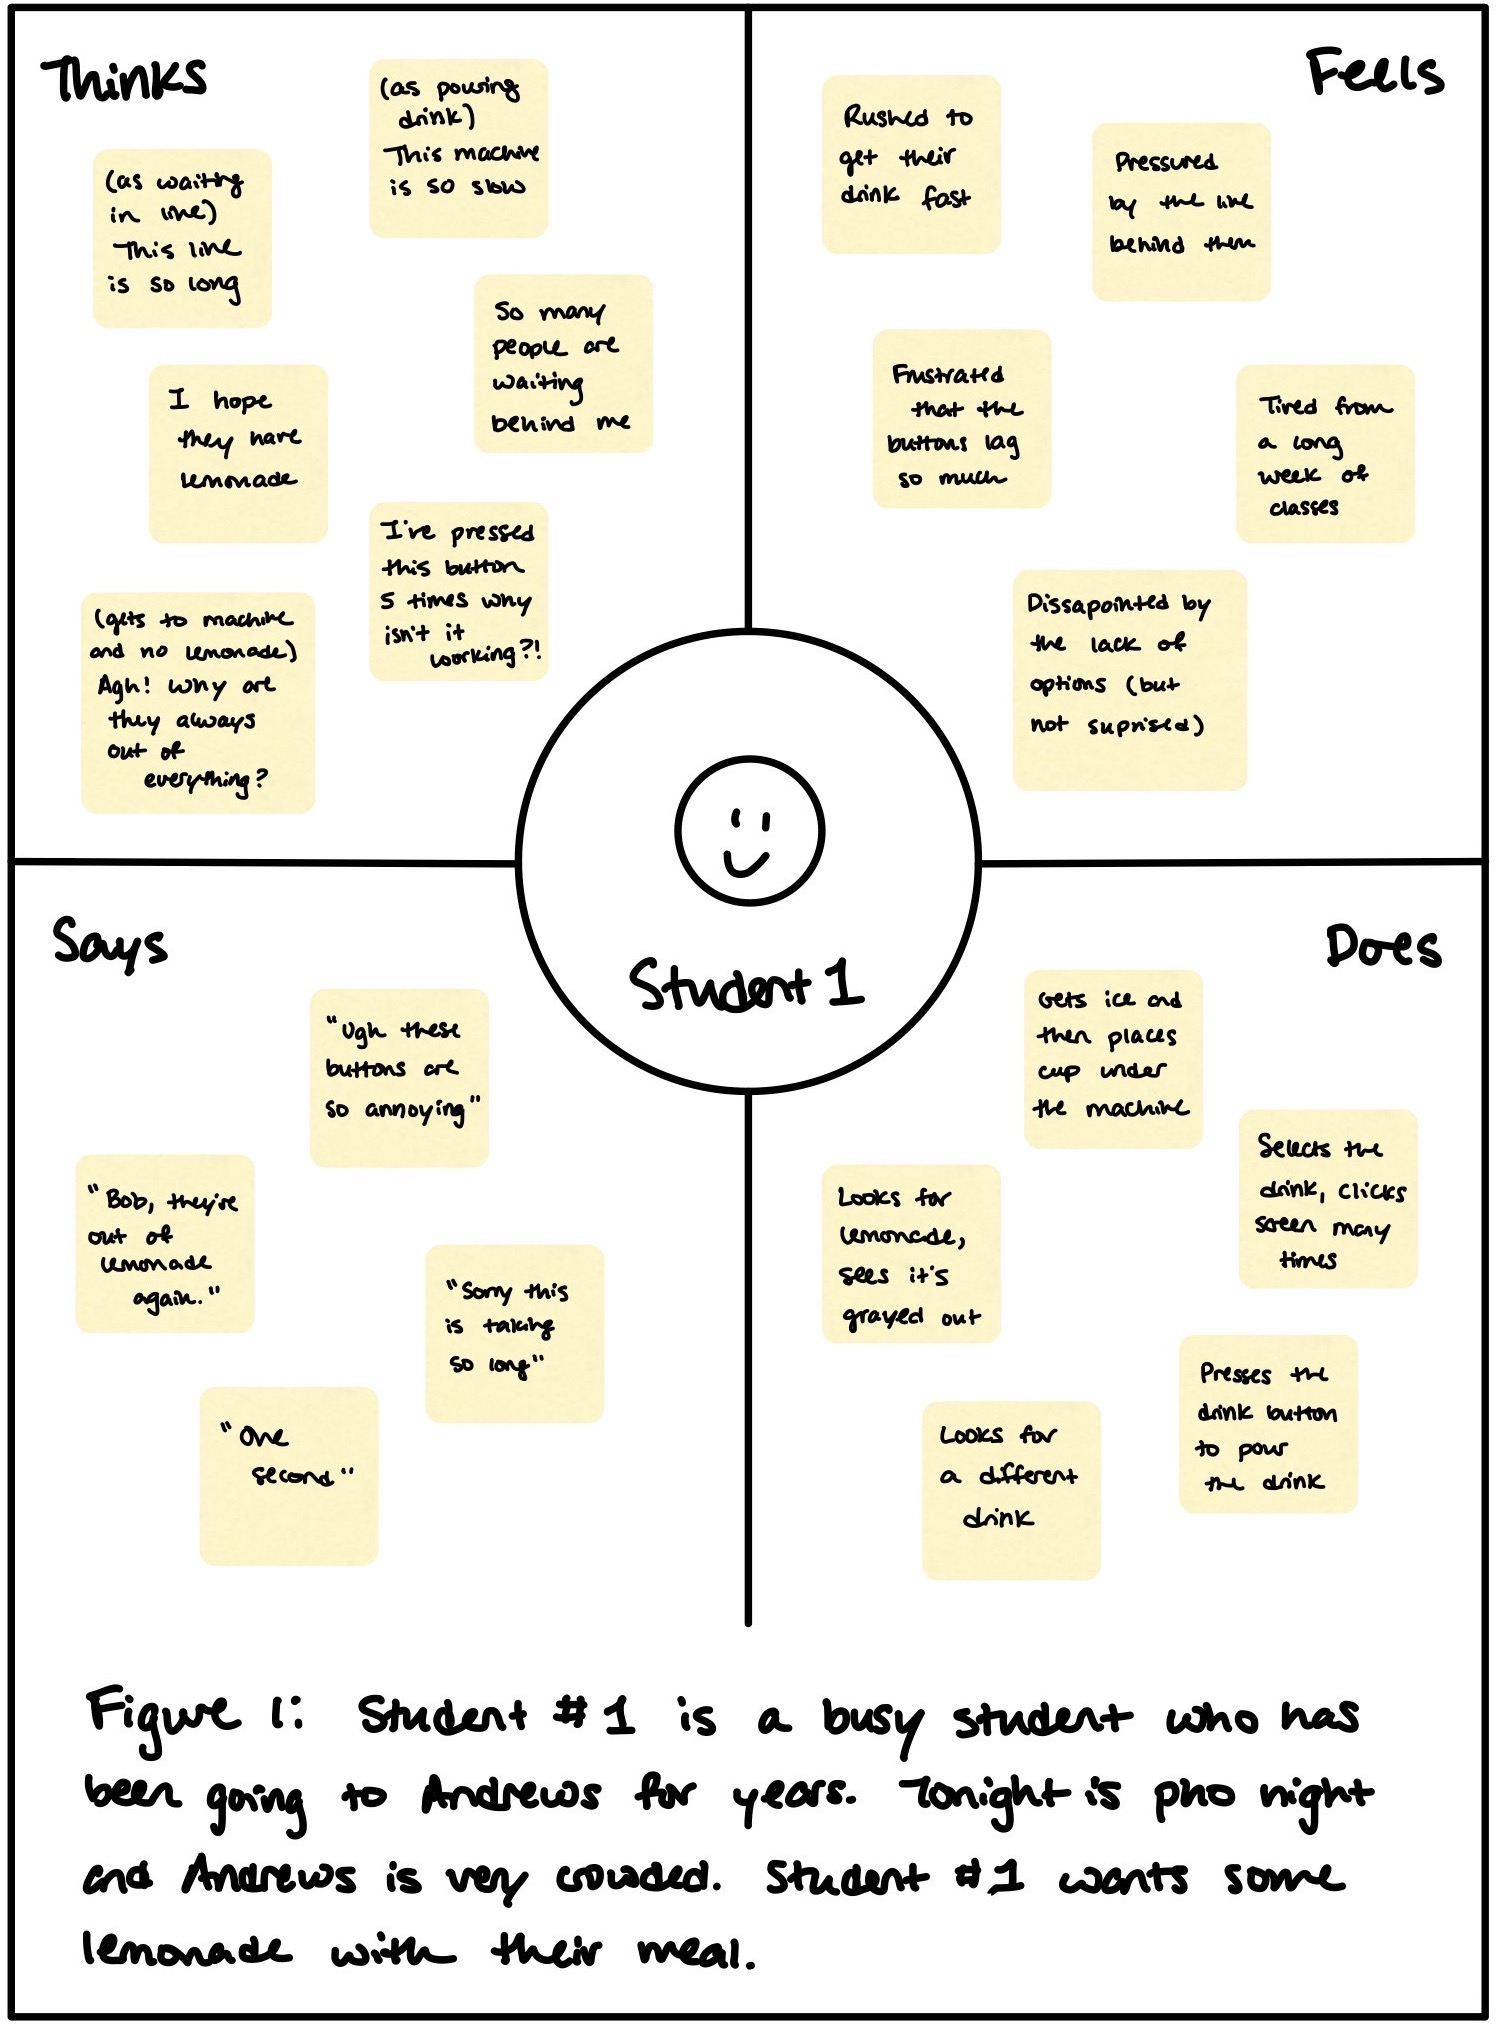 Thinks
(as waiting
in line)
This line
is so long
(as pouring
drink)
This machine
is so slow
So many
people are
waiting
behind me
I hope
they have
lemonade
I've pressed
this button
5 times why
isn't it
working?!
(gets to machine
and no lemonade)
Agh! Why are
they always
out of
everything?
Feels
Rushed to
get their
drink fast
Pressured
by the line
behind them
Frustrated
that the
buttons lag
so much
Tired from
a long
week of
classes
Dissapointed by
the lack of
options (but
not suprised)
Student 1
Says
"Ugh these
buttons are
so annoying"
"Bob, they're
out of
lemonade
again."
"Sorry this
is taking
so long"
"One
second"
Does
Gets ice and
then places
cup under
the machine
Selects the
drink, clicks
screen many
times
Looks for
lemonade,
sees it's
grayed out
Presses the
drink button
to pour
the drink
Looks for
a different
drink
Figure 1: Student #1 is a busy student who has
been going to Andrews for years. Tonight is pho night
and Andrews is very crowded. Student #1 wants some
lemonade with their meal.